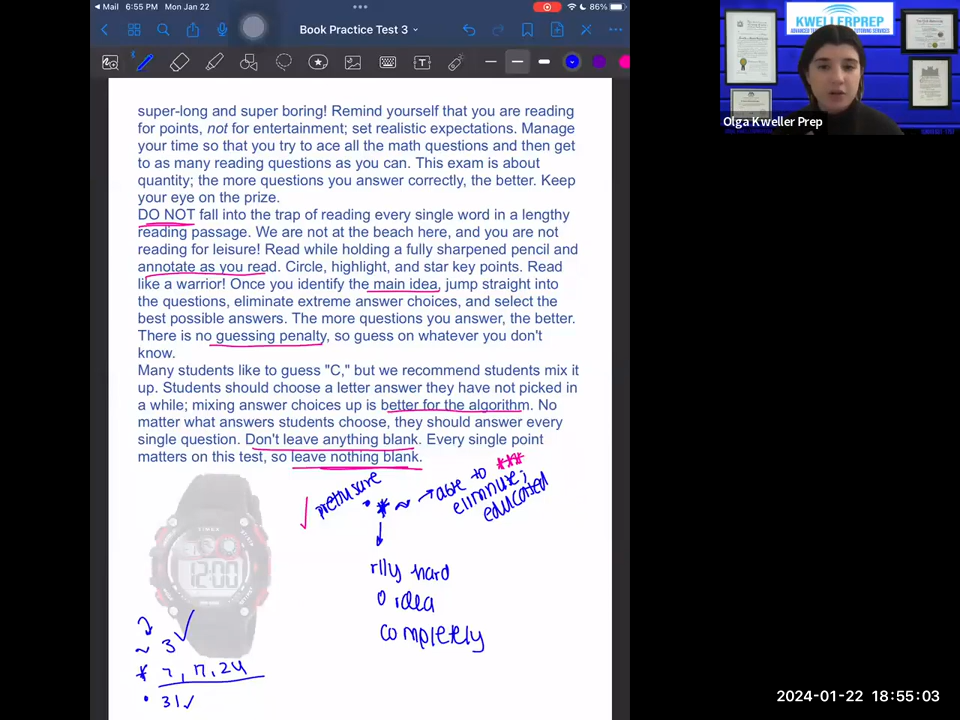 Mail 6:55 PM Mon Jan 22 86%
Book Practice Test 3
super-long and super boring! Remind yourself that you are reading
for points, not for entertainment; set realistic expectations. Manage
your time so that you try to ace all the math questions and then get
to as many reading questions as you can. This exam is about
quantity; the more questions you answer correctly, the better. Keep
your eye on the prize.
DO NOT fall into the trap of reading every single word in a lengthy
reading passage. We are not at the beach here, and you are not
reading for leisure! Read while holding a fully sharpened pencil and
annotate as you read. Circle, highlight, and star key points. Read
like a warrior! Once you identify the main idea, jump straight into
the questions, eliminate extreme answer choices, and select the
best possible answers. The more questions you answer, the better.
There is no guessing penalty, so guess on whatever you don't
know.
Many students like to guess "C," but we recommend students mix it
up. Students should choose a letter answer they have not picked in
a while; mixing answer choices up is better for the algorithm. No
matter what answers students choose, they should answer every
single question. Don't leave anything blank. Every single point
matters on this test, so leave nothing blank.
pretty sure
* ~ → able to ***
eliminate;
educated
rlly hard
0 idea
completely
TIMEX
12:00
~ 3 ✓
* 7, 17, 24
• 31 ✓
KWELLERPREP
Olga Kweller Prep
2024-01-22 18:55:03